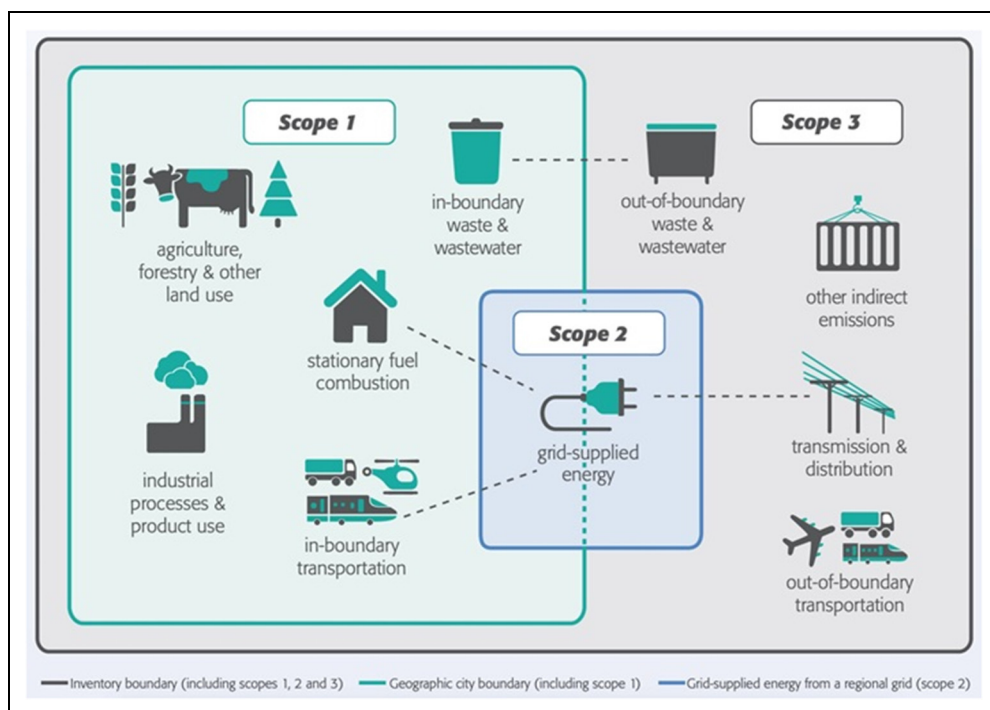 Scope 1
Scope 3
in-boundary
waste &
wastewater
out-of-boundary
waste &
wastewater
agriculture,
forestry & other
land use
other indirect
emissions
Scope 2
stationary fuel
combustion
grid-supplied
energy
transmission &
distribution
industrial
processes &
product use
in-boundary
transportation
out-of-boundary
transportation
Inventory boundary (including scopes 1, 2 and 3)
Geographic city boundary (including scope 1)
Grid-supplied energy from a regional grid (scope 2)